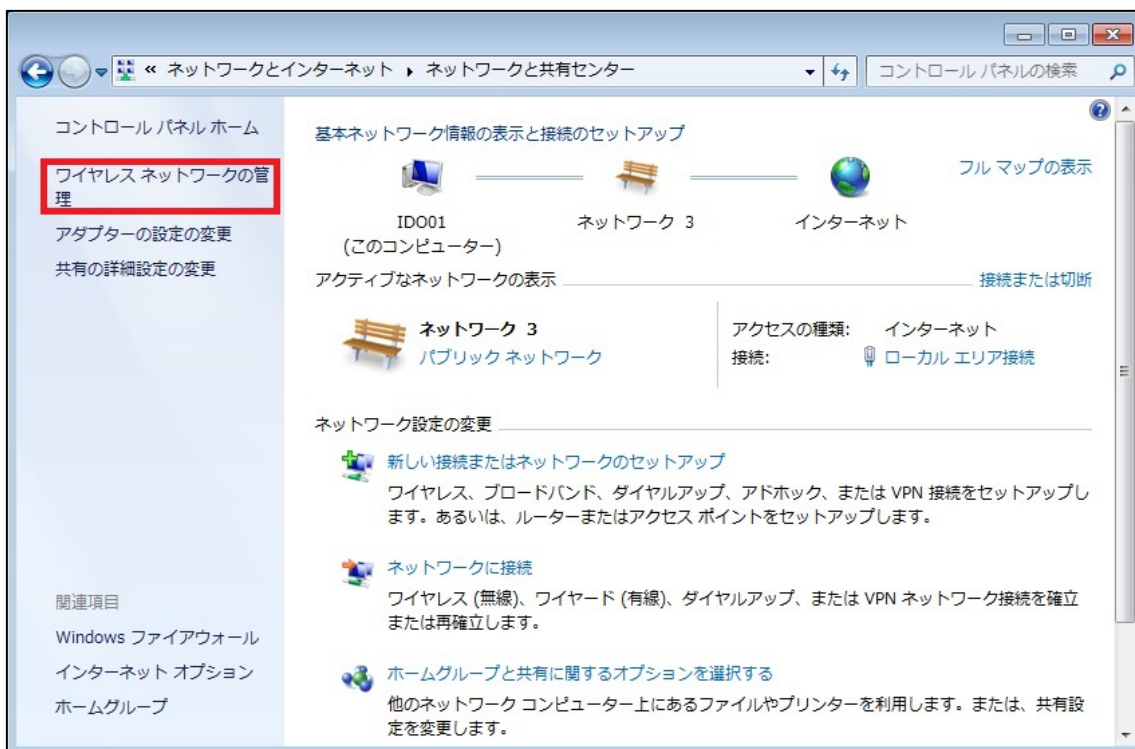 « ネットワークとインターネット ▸ ネットワークと共有センター
コントロール パネルの検索
コントロール パネル ホーム
ワイヤレス ネットワークの管
理
アダプターの設定の変更
共有の詳細設定の変更
関連項目
Windows ファイアウォール
インターネット オプション
ホームグループ
基本ネットワーク情報の表示と接続のセットアップ
フル マップの表示
IDO01
(このコンピューター)
ネットワーク 3
インターネット
アクティブなネットワークの表示
接続または切断
ネットワーク 3
パブリック ネットワーク
アクセスの種類: インターネット
接続: ローカル エリア接続
ネットワーク設定の変更
新しい接続またはネットワークのセットアップ
ワイヤレス、ブロードバンド、ダイヤルアップ、アドホック、または VPN 接続をセットアップし
ます。あるいは、ルーターまたはアクセス ポイントをセットアップします。
ネットワークに接続
ワイヤレス (無線)、ワイヤード (有線)、ダイヤルアップ、または VPN ネットワーク接続を確立
または再確立します。
ホームグループと共有に関するオプションを選択する
他のネットワーク コンピューター上にあるファイルやプリンターを利用します。または、共有設
定を変更します。